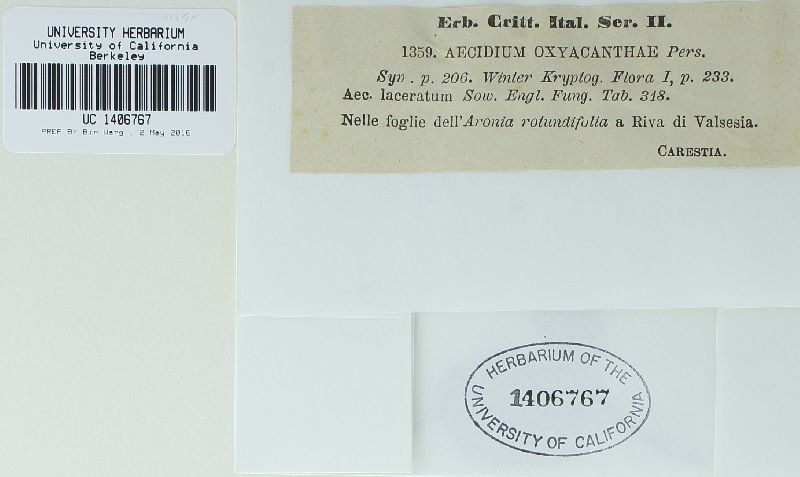 UNIVERSITY HERBARIUM
University of California
Berkeley
UC 1406767
PREP BY Bin Wang , 2 May 2016
Erb. Critt. Ital. Ser. II.
1359. AECIDIUM OXYACANTHAE Pers.
Syn. p. 206. Winter Kryptog. Flora I, p. 233.
Aec. laceratum Sow. Engl. Fung. Tab. 318.
Nelle foglie dell'Aronia rotundifolia a Riva di Valsesia.
CARESTIA.
HERBARIUM OF THE
1406767
UNIVERSITY OF CALIFORNIA